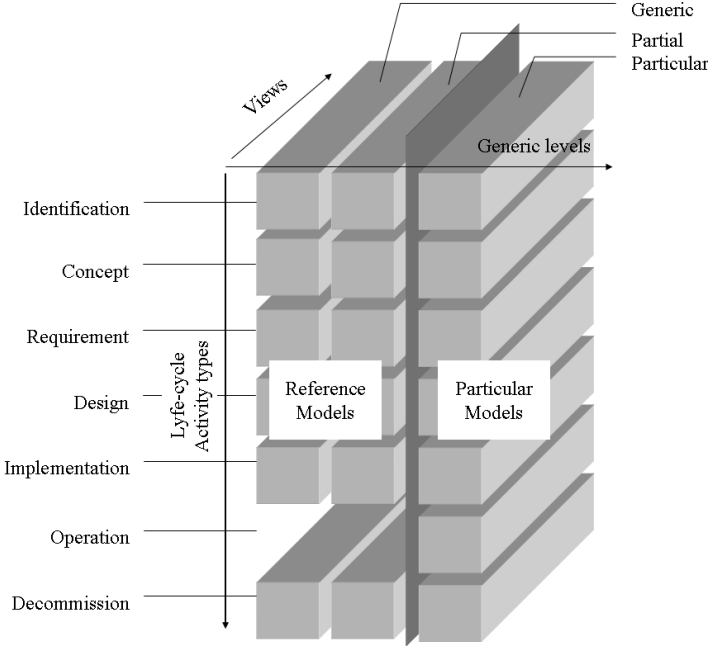 Generic
Partial
Particular
Views
Generic levels
Identification
Concept
Requirement
Design
Implementation
Operation
Decommission
Lyfe-cycle
Activity types
Reference
Models
Particular
Models